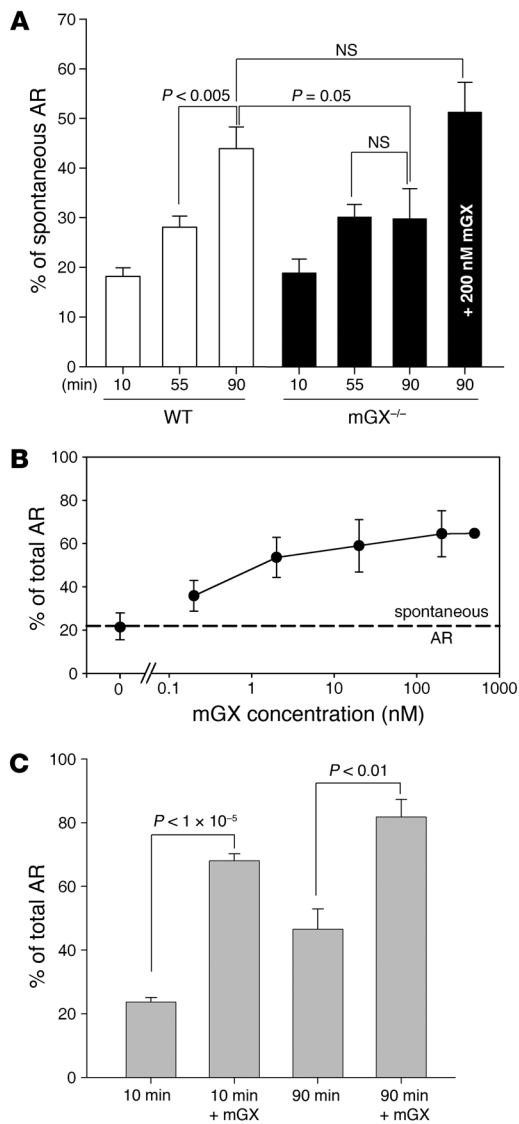 A
% of spontaneous AR
70
60
50
40
30
20
10
0
NS
P < 0.005
P = 0.05
NS
+ 200 nM mGX
(min) 10 55 90 10 55 90 90
WT mGX–/–
B
% of total AR
100
80
60
40
20
0
spontaneous
AR
0 0.1 1 10 100 1000
mGX concentration (nM)
C
% of total AR
100
80
60
40
20
0
P < 1 × 10–5
P < 0.01
10 min 10 min 90 min 90 min
+ mGX + mGX